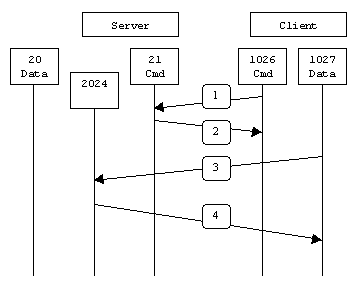 Server
Client
20
Data
2024
21
Cmd
1026
Cmd
1027
Data
1
2
3
4